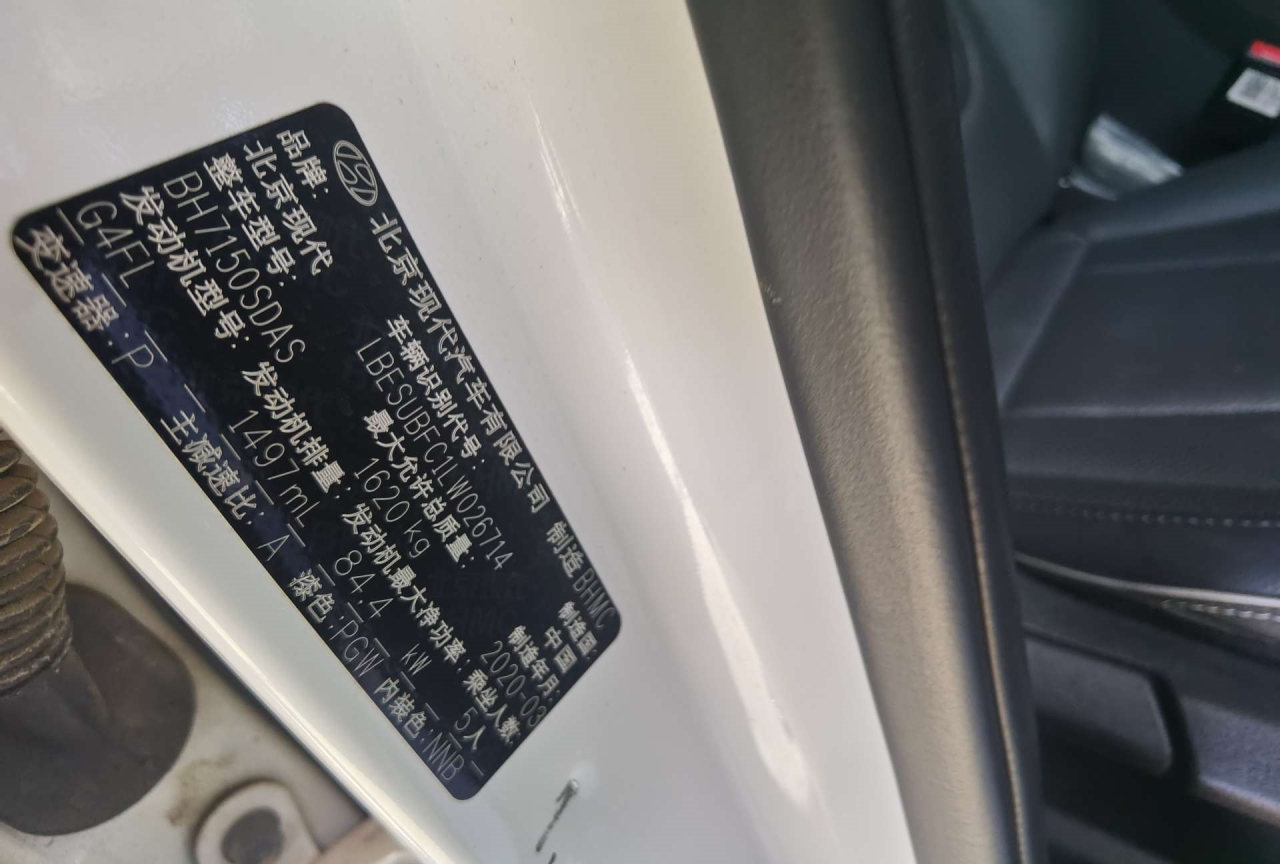 北京现代汽车有限公司 制造 BHMC
品牌: 车辆识别代号: 制造国:
北京现代 LBESUBFC1LW026714 中国
整车型号: 最大允许总质量: 制造年月:
BH7150SDAS 1620 kg 2020-03
发动机型号: 发动机排量: 发动机最大净功率: 乘坐人数:
G4FL 1497mL 84.4 kW 5人
变速器: P 主减速比: A 漆色: PGW 内装色: NNB